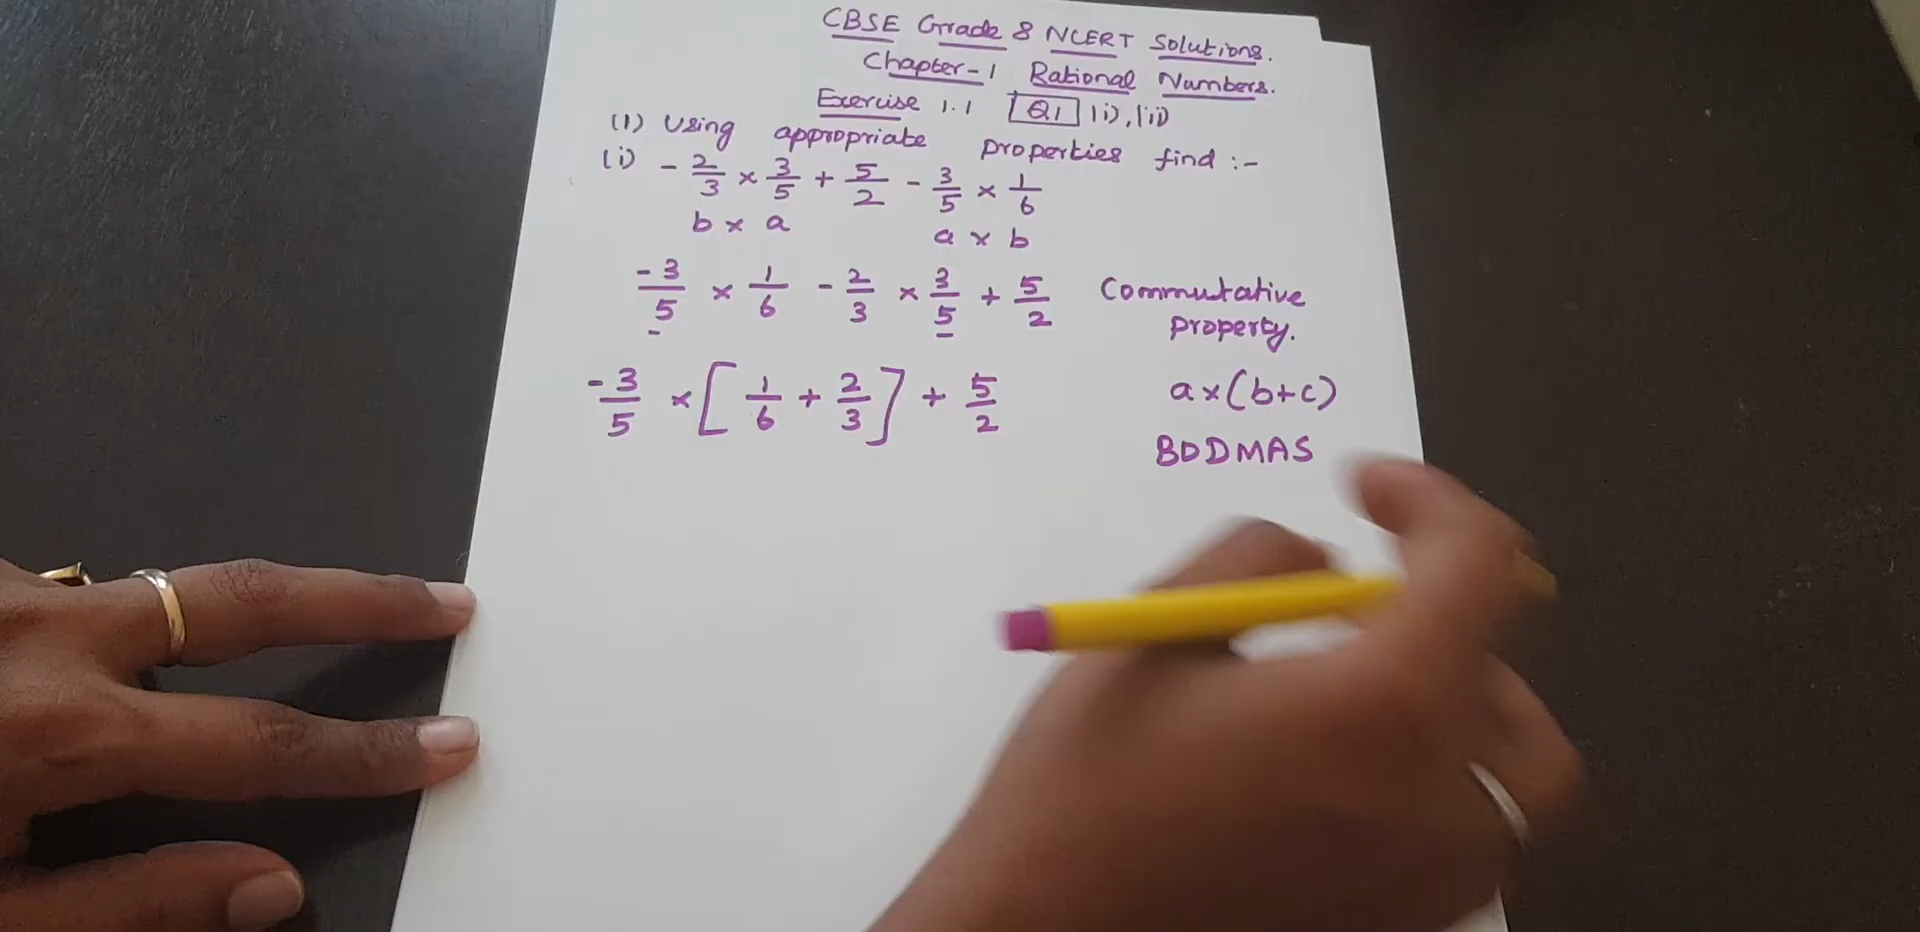 CBSE Grade 8 NCERT Solutions.
Chapter-1 Rational Numbers.
Exercise 1.1 Q1 (i), (ii)
(1) Using appropriate properties find :-
(i) - 2/3 × 3/5 + 5/2 - 3/5 × 1/6
b × a a × b
-3/5 × 1/6 - 2/3 × 3/5 + 5/2 Commutative
property.
-3/5 × [ 1/6 + 2/3 ] + 5/2 a×(b+c)
BODMAS